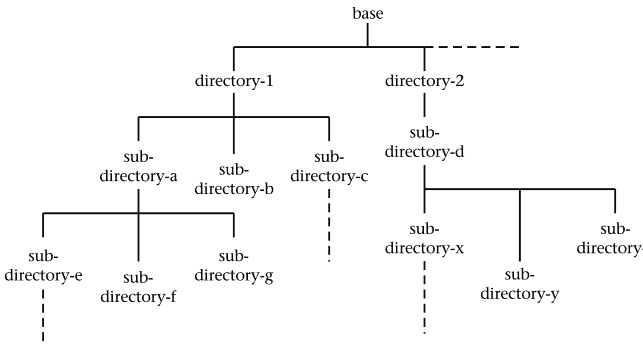 base
directory-1
directory-2
sub-
directory-a
sub-
directory-b
sub-
directory-c
sub-
directory-d
sub-
directory-e
sub-
directory-f
sub-
directory-g
sub-
directory-x
sub-
directory-y
sub-
directory-